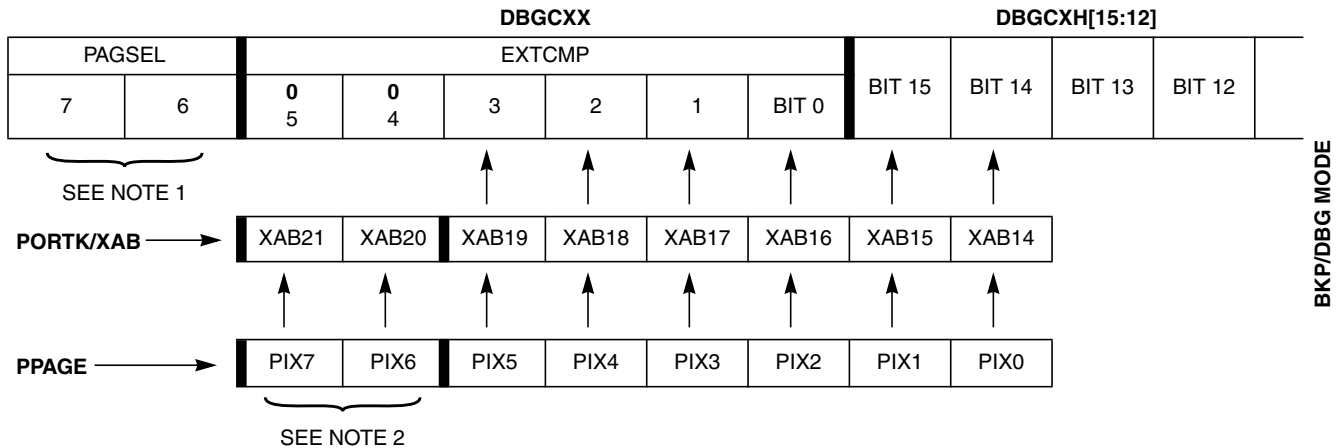 DBGCXX DBGCXH[15:12]
PAGSEL EXTCMP
BIT 15 BIT 14 BIT 13 BIT 12
7 6 0 5 0 4 3 2 1 BIT 0
SEE NOTE 1
PORTK/XAB XAB21 XAB20 XAB19 XAB18 XAB17 XAB16 XAB15 XAB14
PPAGE PIX7 PIX6 PIX5 PIX4 PIX3 PIX2 PIX1 PIX0
SEE NOTE 2
BKP/DBG MODE